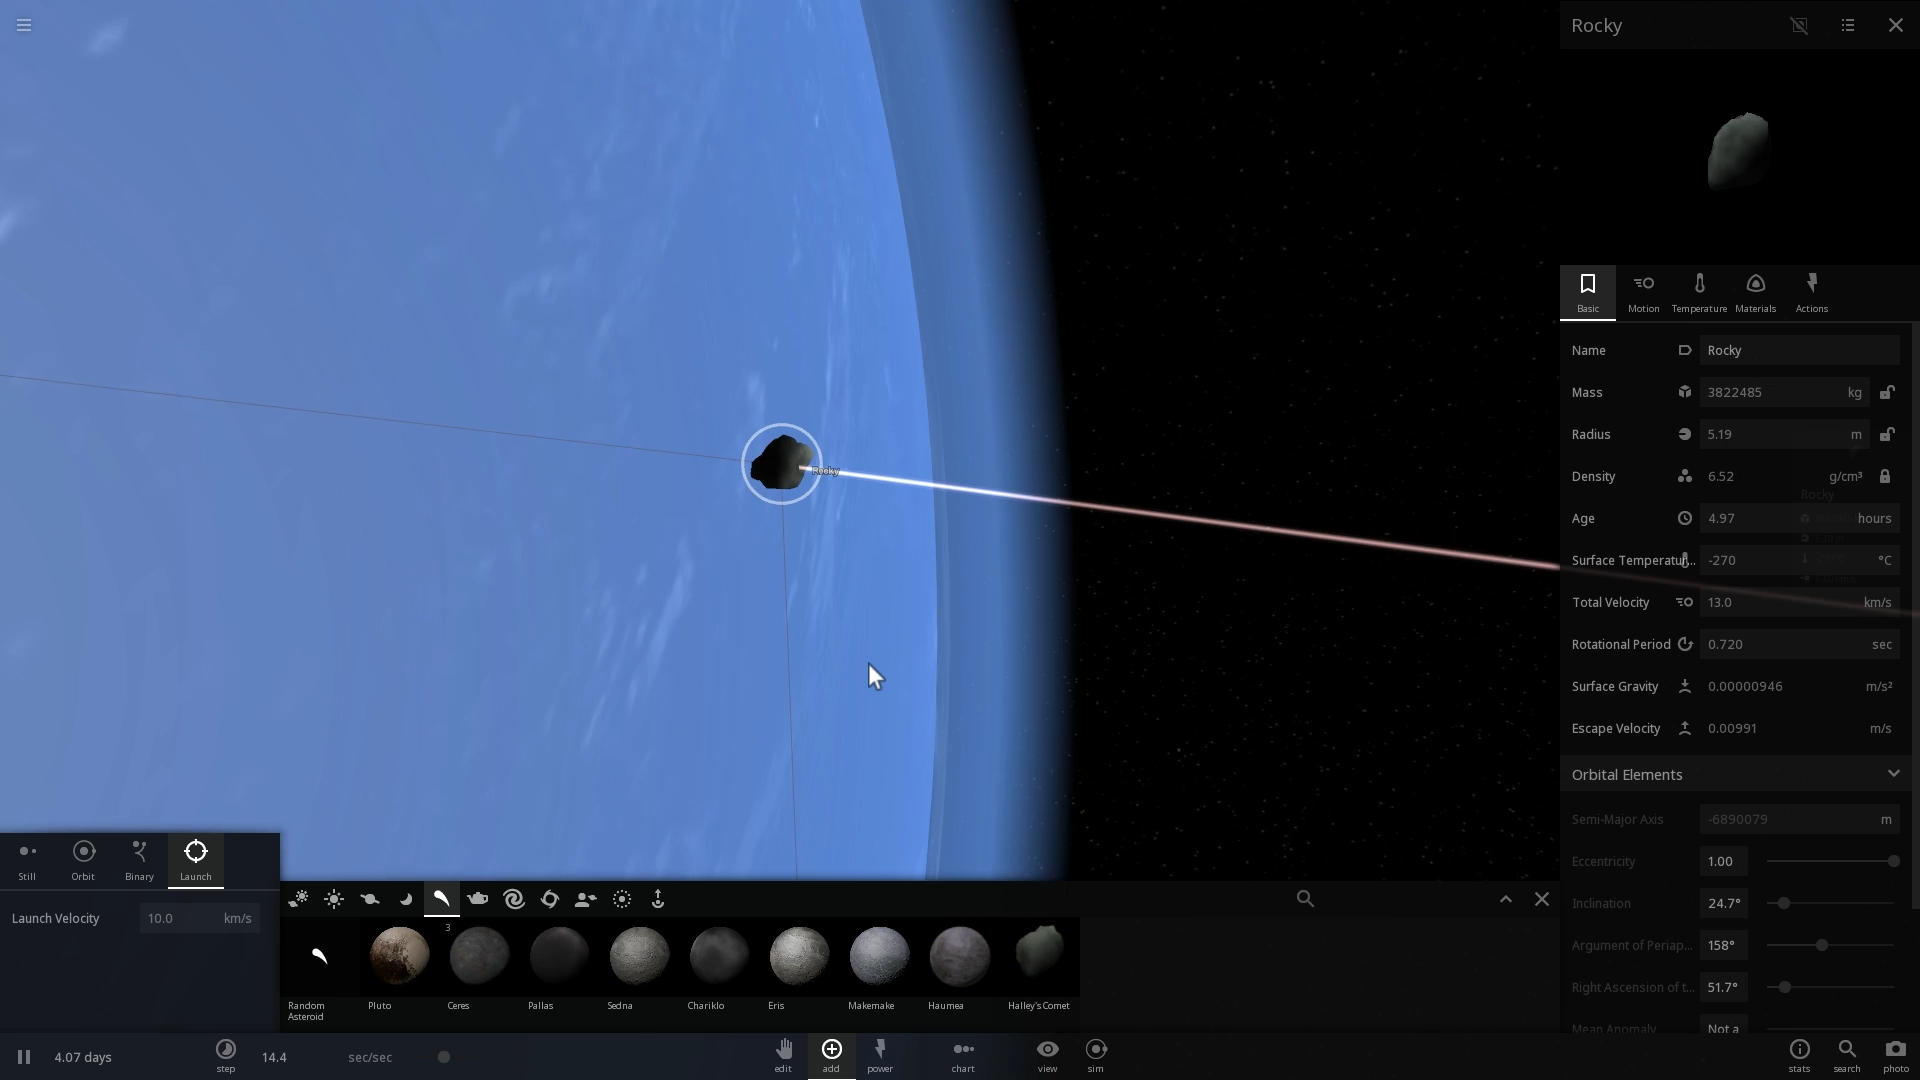 Rocky
Basic
Motion
Temperature
Materials
Actions
Name
Rocky
Mass
3822485 kg
Radius
5.19 m
Density
6.52 g/cm³
Rocky
Age
4.97 hours
Surface Temperatur...
-270 °C
Total Velocity
13.0 km/s
Rotational Period
0.720 sec
Surface Gravity
0.00000946 m/s²
Escape Velocity
0.00991 m/s
Orbital Elements
Semi-Major Axis
-6890079 m
Eccentricity
1.00
Inclination
24.7°
Argument of Periap...
158°
Right Ascension of t...
51.7°
Mean Anomaly
Not a
Rocky
Still
Orbit
Binary
Launch
Launch Velocity
10.0 km/s
3
Random Asteroid
Pluto
Ceres
Pallas
Sedna
Chariklo
Eris
Makemake
Haumea
Halley's Comet
4.07 days
step
14.4 sec/sec
edit
add
power
chart
view
sim
stats
search
photo